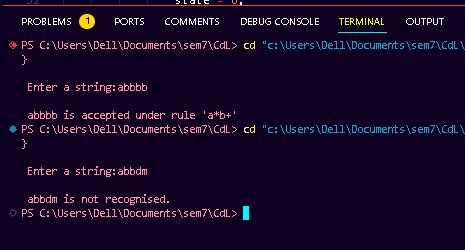 state = 0;
PROBLEMS 1 PORTS COMMENTS DEBUG CONSOLE TERMINAL OUTPUT
PS C:\Users\Dell\Documents\sem7\CdL> cd "c:\Users\Dell\Documents\sem7\CdL\
}
Enter a string:abbbb
abbbb is accepted under rule 'a*b+'
PS C:\Users\Dell\Documents\sem7\CdL> cd "c:\Users\Dell\Documents\sem7\CdL\
}
Enter a string:abbdm
abbdm is not recognised.
PS C:\Users\Dell\Documents\sem7\CdL>